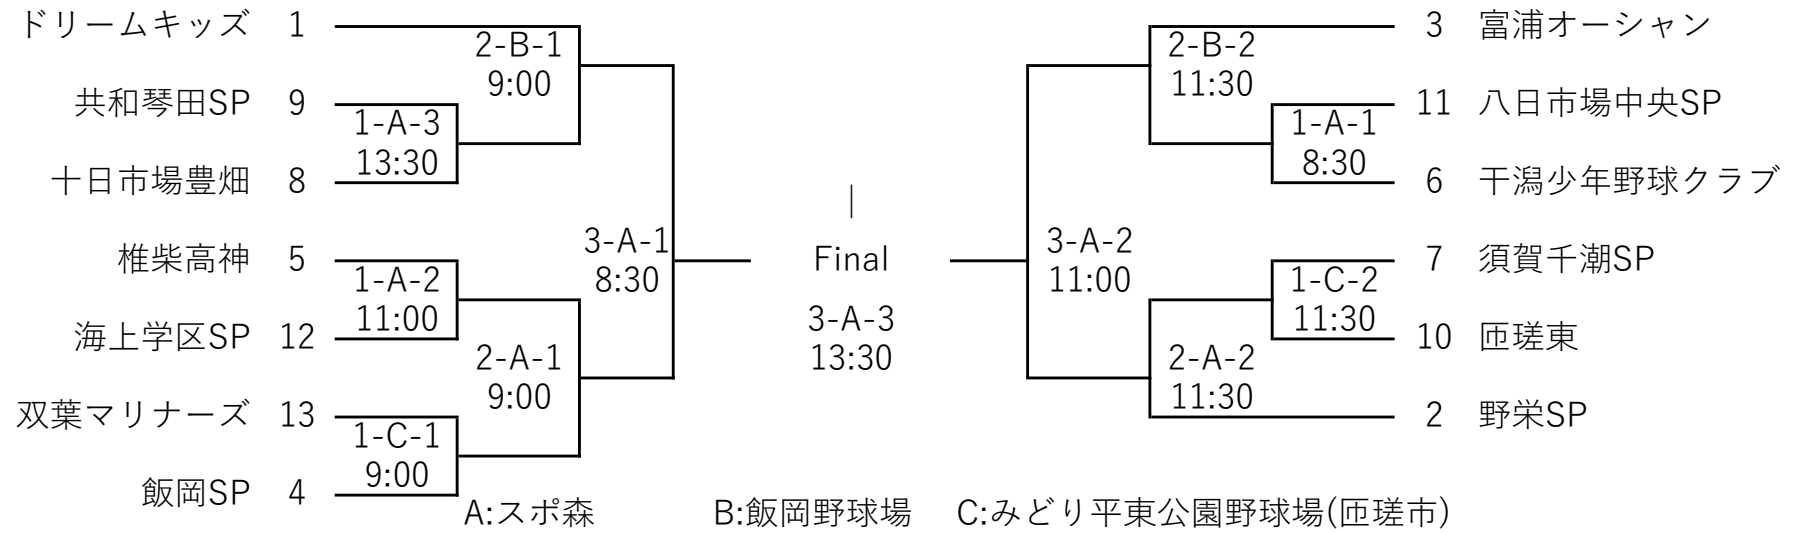 ドリームキッズ 1
2-B-1
9:00
共和琴田SP 9
1-A-3
13:30
十日市場豊畑 8
椎柴高神 5
1-A-2
11:00
海上学区SP 12
2-A-1
9:00
双葉マリナーズ 13
1-C-1
9:00
飯岡SP 4
3-A-1
8:30
Final
3-A-3
13:30
3 富浦オーシャン
2-B-2
11:30
11 八日市場中央SP
1-A-1
8:30
6 干潟少年野球クラブ
3-A-2
11:00
7 須賀千潮SP
1-C-2
11:30
10 匝瑳東
2-A-2
11:30
2 野栄SP
A:スポ森 B:飯岡野球場 C:みどり平東公園野球場(匝瑳市)